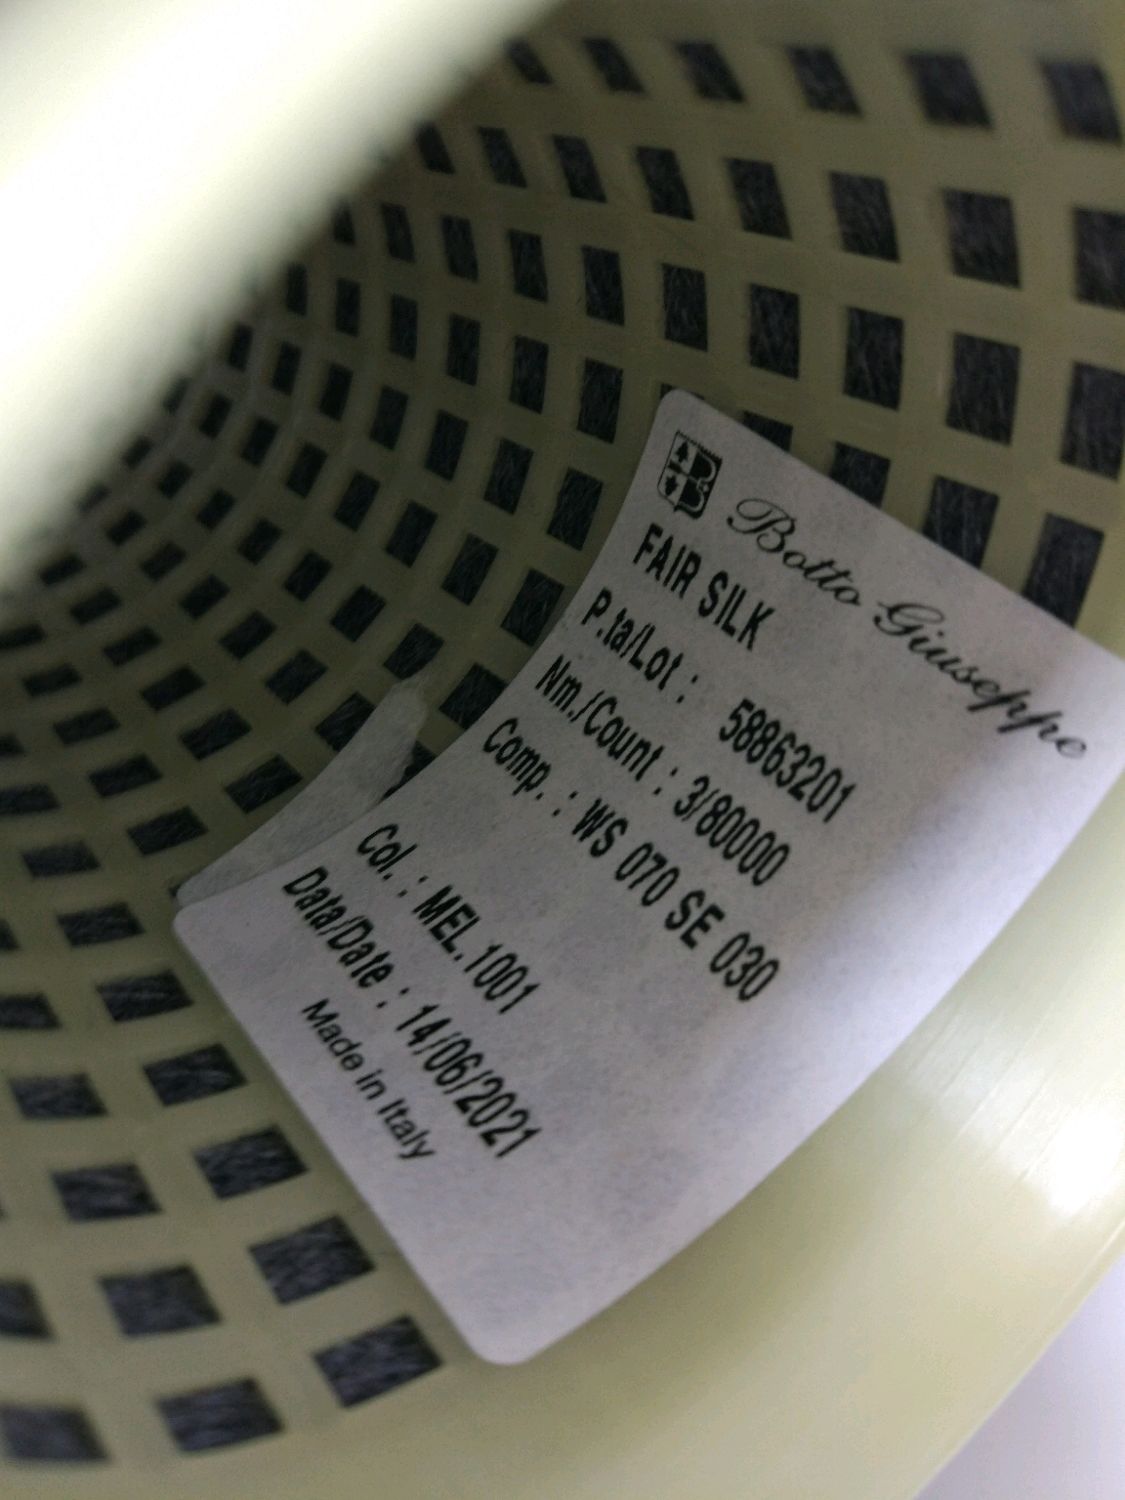 Botto Giuseppe
FAIR SILK
P.ta/Lot : 58863201
Nm./Count : 3/80000
Comp. : WS 070 SE 030
Col. : MEL.1001
Data/Date : 14/06/2021
Made in Italy